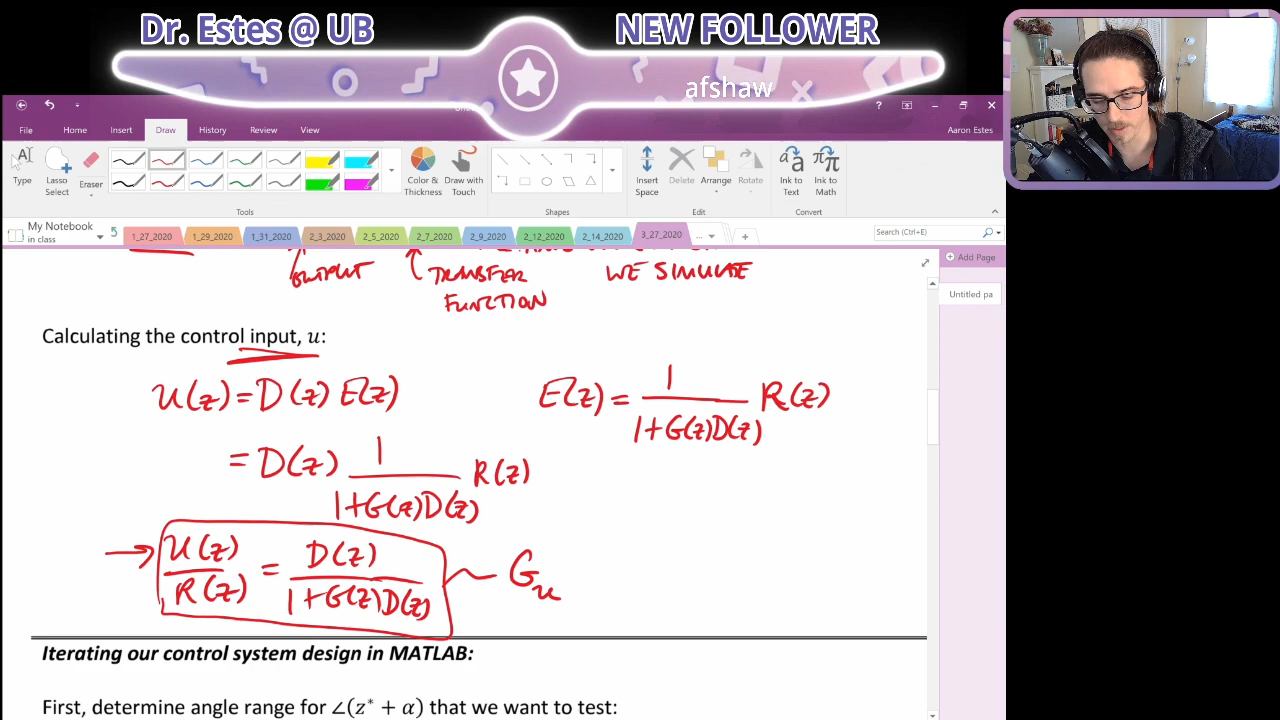 Dr. Estes @ UB NEW FOLLOWER
afshaw
? Aaron Estes
File Home Insert Draw History Review View
Type Lasso Select Eraser Color & Thickness Draw with Touch Insert Space Delete Arrange Rotate Ink to Text Ink to Math
Tools Shapes Edit Convert
My Notebook
in class
1_27_2020 1_29_2020 1_31_2020 2_3_2020 2_5_2020 2_7_2020 2_9_2020 2_12_2020 2_14_2020 3_27_2020 ... Search (Ctrl+E)
Add Page
Untitled pa
OUTPUT TRANSFER FUNCTION WE SIMULATE
Calculating the control input, u:
U(z) = D(z) E(z) E(z) = 1 / 1+G(z)D(z) R(z)
= D(z) 1 / 1+G(z)D(z) R(z)
→ U(z) / R(z) = D(z) / 1+G(z)D(z) ~ Gu
Iterating our control system design in MATLAB:
First, determine angle range for ∠(z* + α) that we want to test: